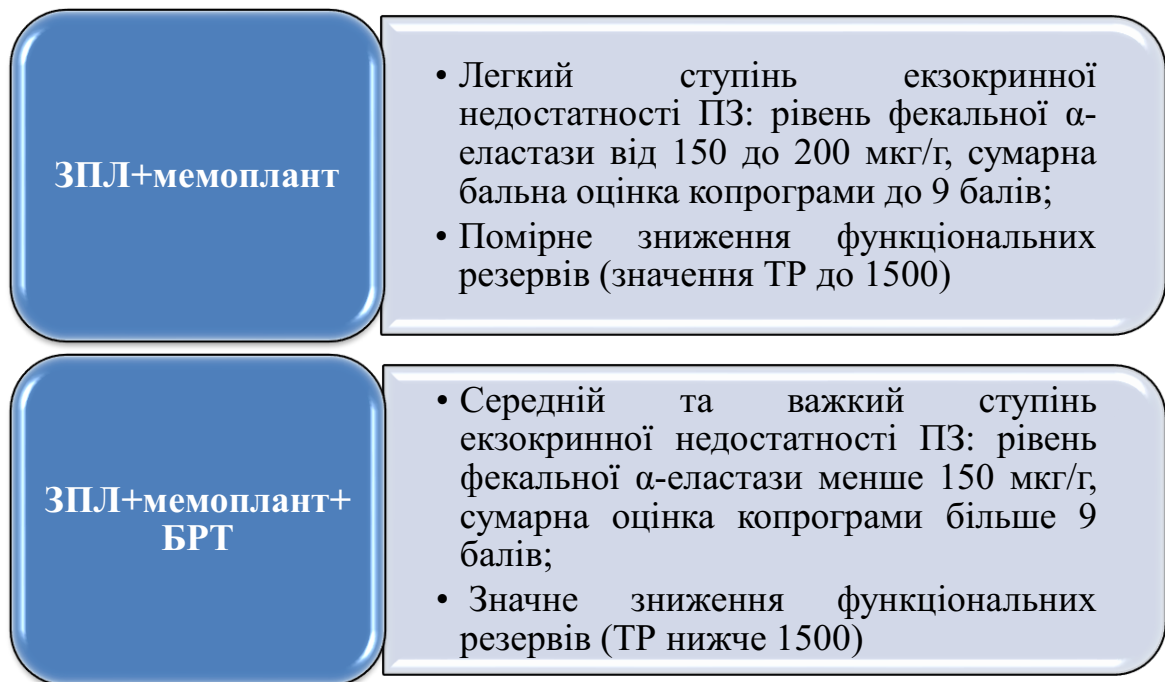 ЗПЛ+мемоплант
• Легкий ступінь екзокринної
недостатності ПЗ: рівень фекальної α-
еластази від 150 до 200 мкг/г, сумарна
бальна оцінка копрограми до 9 балів;
• Помірне зниження функціональних
резервів (значення ТР до 1500)
ЗПЛ+мемоплант+
БРТ
• Середній та важкий ступінь
екзокринної недостатності ПЗ: рівень
фекальної α-еластази менше 150 мкг/г,
сумарна оцінка копрограми більше 9
балів;
• Значне зниження функціональних
резервів (ТР нижче 1500)